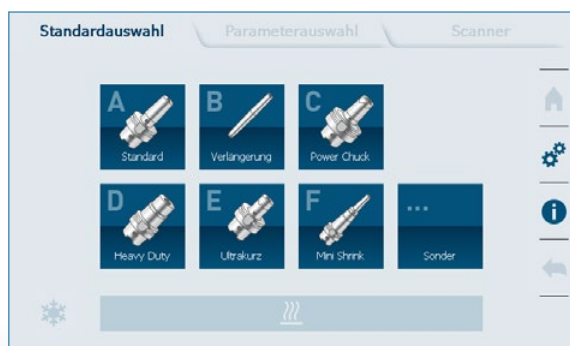 Standardauswahl
Parameterauswahl
Scanner
A
Standard
B
Verlängerung
C
Power Chuck
D
Heavy Duty
E
Ultrakurz
F
Mini Shrink
...
Sonder